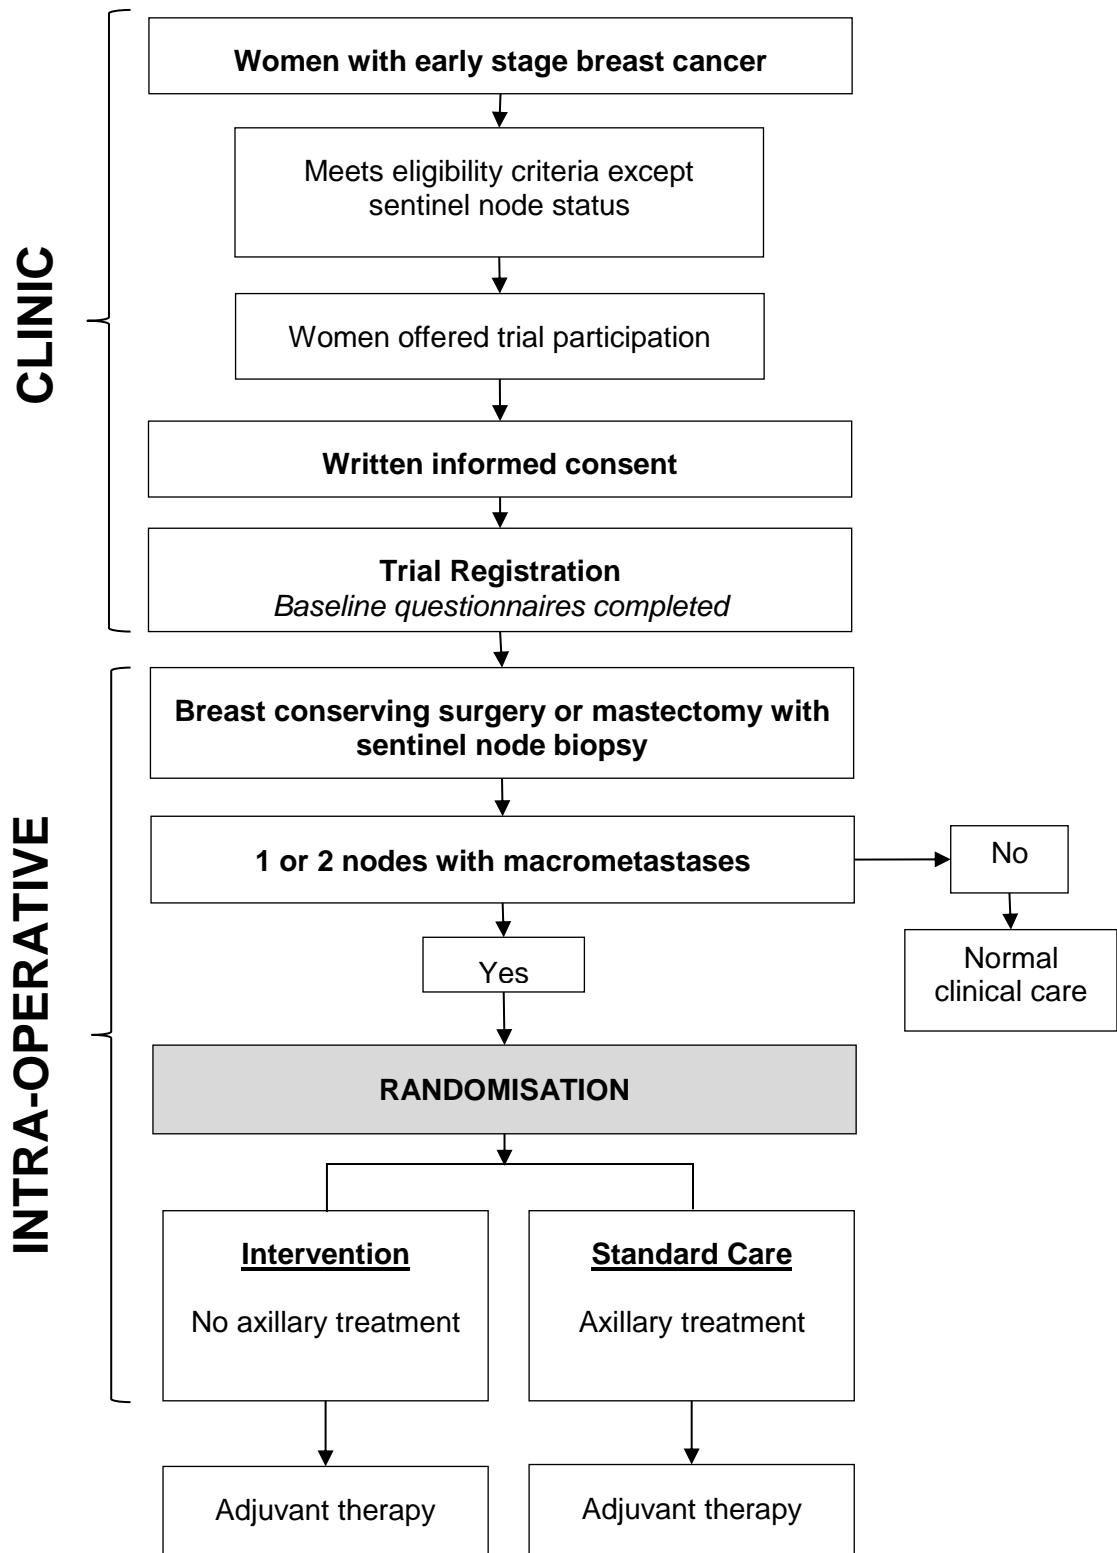 CLINIC
Women with early stage breast cancer
Meets eligibility criteria except
sentinel node status
Women offered trial participation
Written informed consent
Trial Registration
Baseline questionnaires completed
INTRA-OPERATIVE
Breast conserving surgery or mastectomy with
sentinel node biopsy
1 or 2 nodes with macrometastases
No
Normal
clinical care
Yes
RANDOMISATION
Intervention
No axillary treatment
Standard Care
Axillary treatment
Adjuvant therapy
Adjuvant therapy